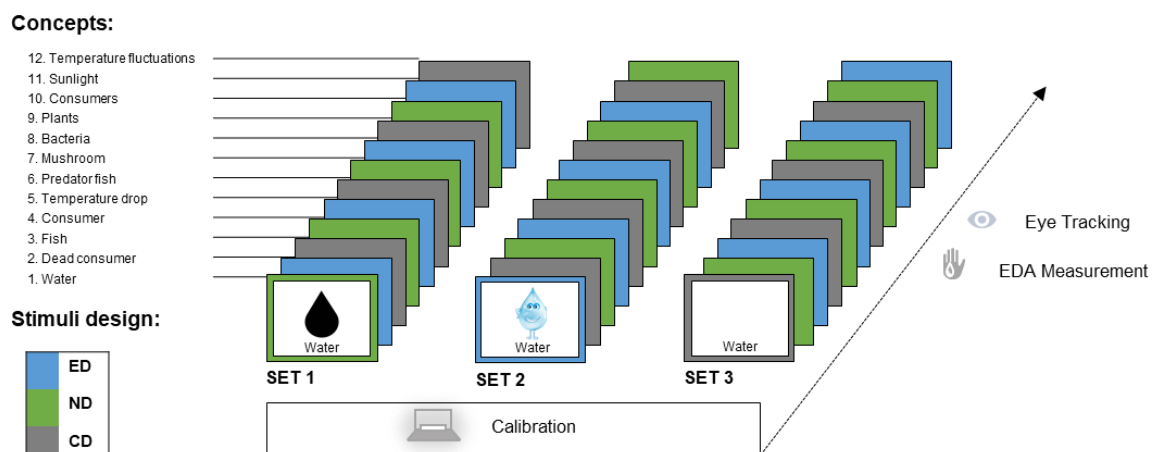 Concepts:
12. Temperature fluctuations
11. Sunlight
10. Consumers
9. Plants
8. Bacteria
7. Mushroom
6. Predator fish
5. Temperature drop
4. Consumer
3. Fish
2. Dead consumer
1. Water
Stimuli design:
ED
ND
CD
Water
Water
Water
SET 1
SET 2
SET 3
Calibration
Eye Tracking
EDA Measurement